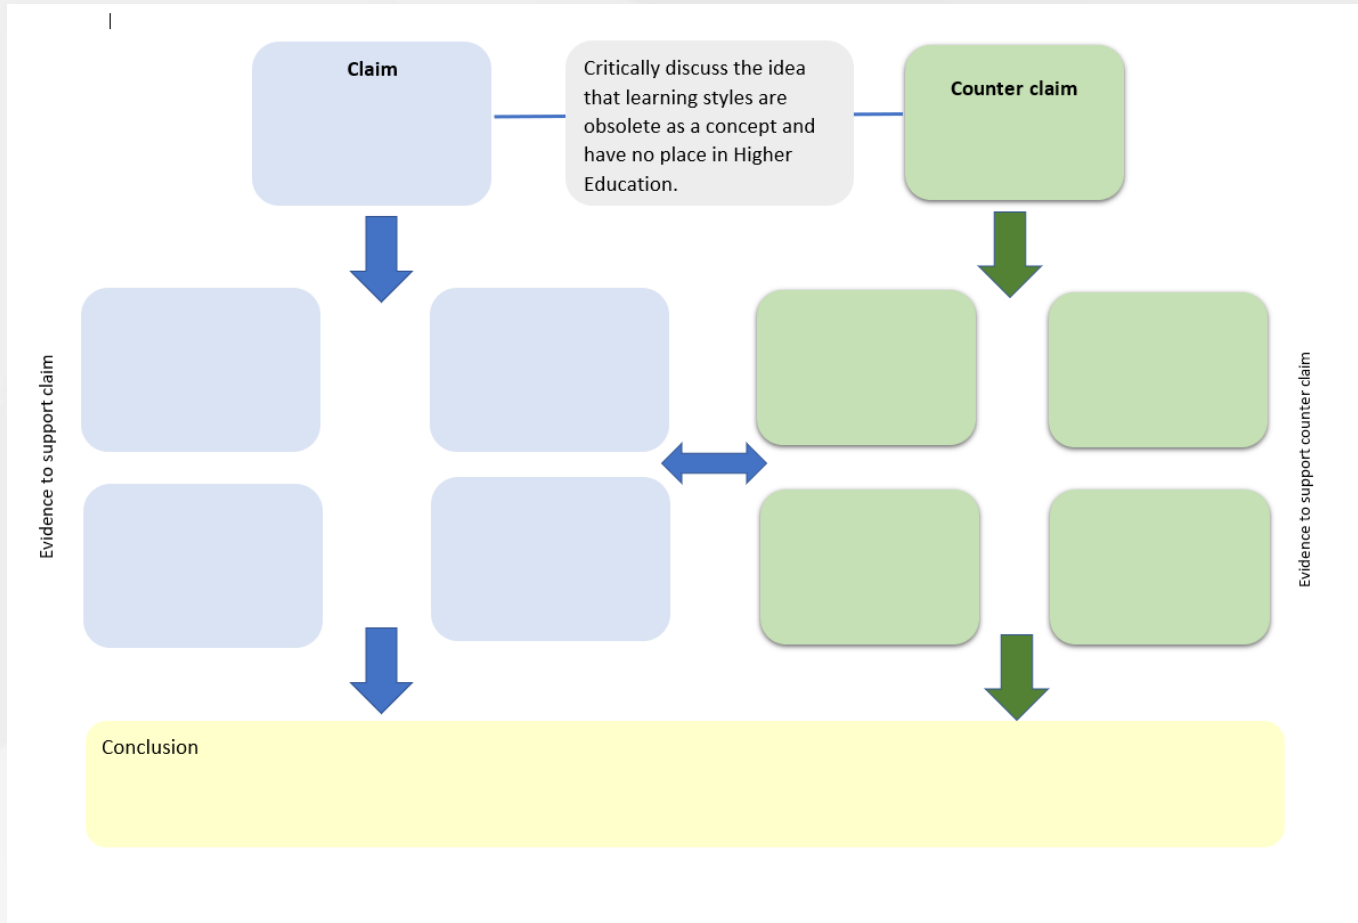 Claim
Critically discuss the idea
that learning styles are
obsolete as a concept and
have no place in Higher
Education.
Counter claim
Evidence to support claim
Evidence to support counter claim
Conclusion